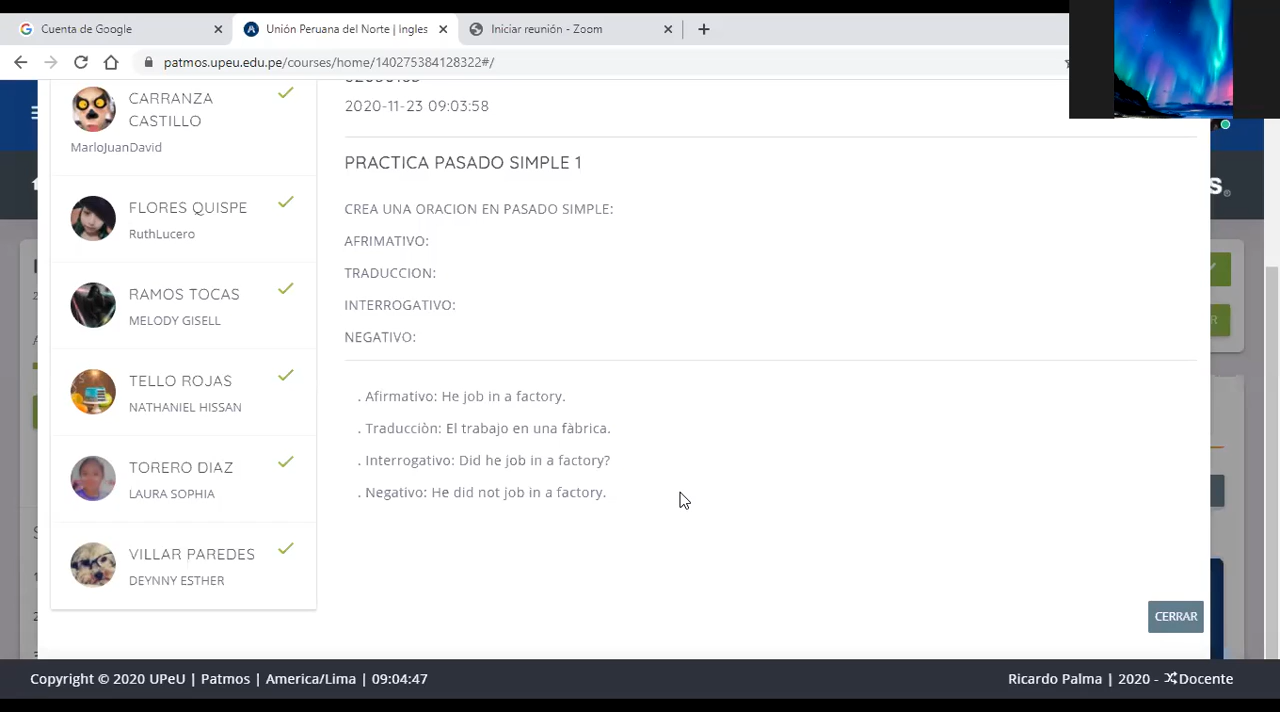 Cuenta de Google
Unión Peruana del Norte | Ingles
Iniciar reunión - Zoom
patmos.upeu.edu.pe/courses/home/140275384128322#/
CARRANZA
CASTILLO
MarloJuanDavid
FLORES QUISPE
RuthLucero
RAMOS TOCAS
MELODY GISELL
TELLO ROJAS
NATHANIEL HISSAN
TORERO DIAZ
LAURA SOPHIA
VILLAR PAREDES
DEYNNY ESTHER
2020-11-23 09:03:58
PRACTICA PASADO SIMPLE 1
CREA UNA ORACION EN PASADO SIMPLE:
AFRIMATIVO:
TRADUCCION:
INTERROGATIVO:
NEGATIVO:
. Afirmativo: He job in a factory.
. Traducciòn: El trabajo en una fàbrica.
. Interrogativo: Did he job in a factory?
. Negativo: He did not job in a factory.
CERRAR
Copyright © 2020 UPeU | Patmos | America/Lima | 09:04:47
Ricardo Palma | 2020 - Docente